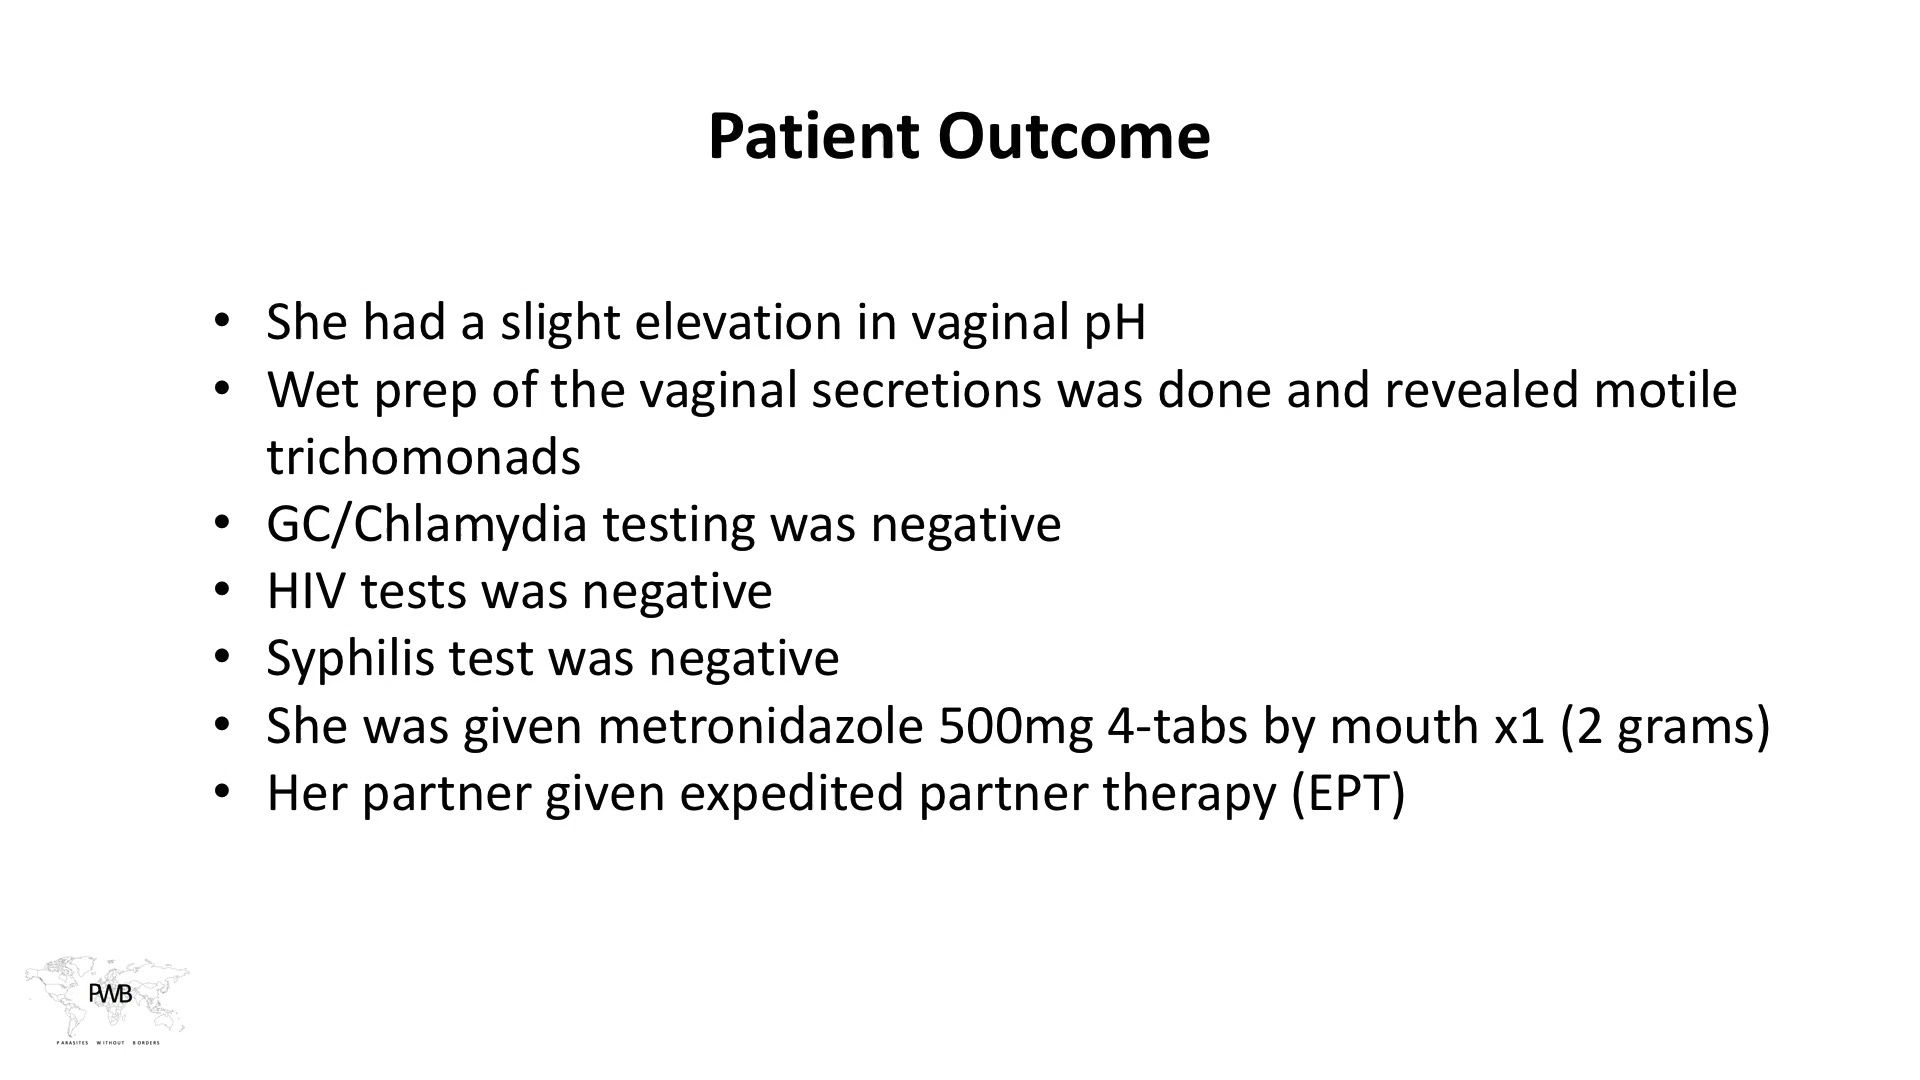 Patient Outcome
• She had a slight elevation in vaginal pH
• Wet prep of the vaginal secretions was done and revealed motile
trichomonads
• GC/Chlamydia testing was negative
• HIV tests was negative
• Syphilis test was negative
• She was given metronidazole 500mg 4-tabs by mouth x1 (2 grams)
• Her partner given expedited partner therapy (EPT)
PWB
PARASITES WITHOUT BORDERS